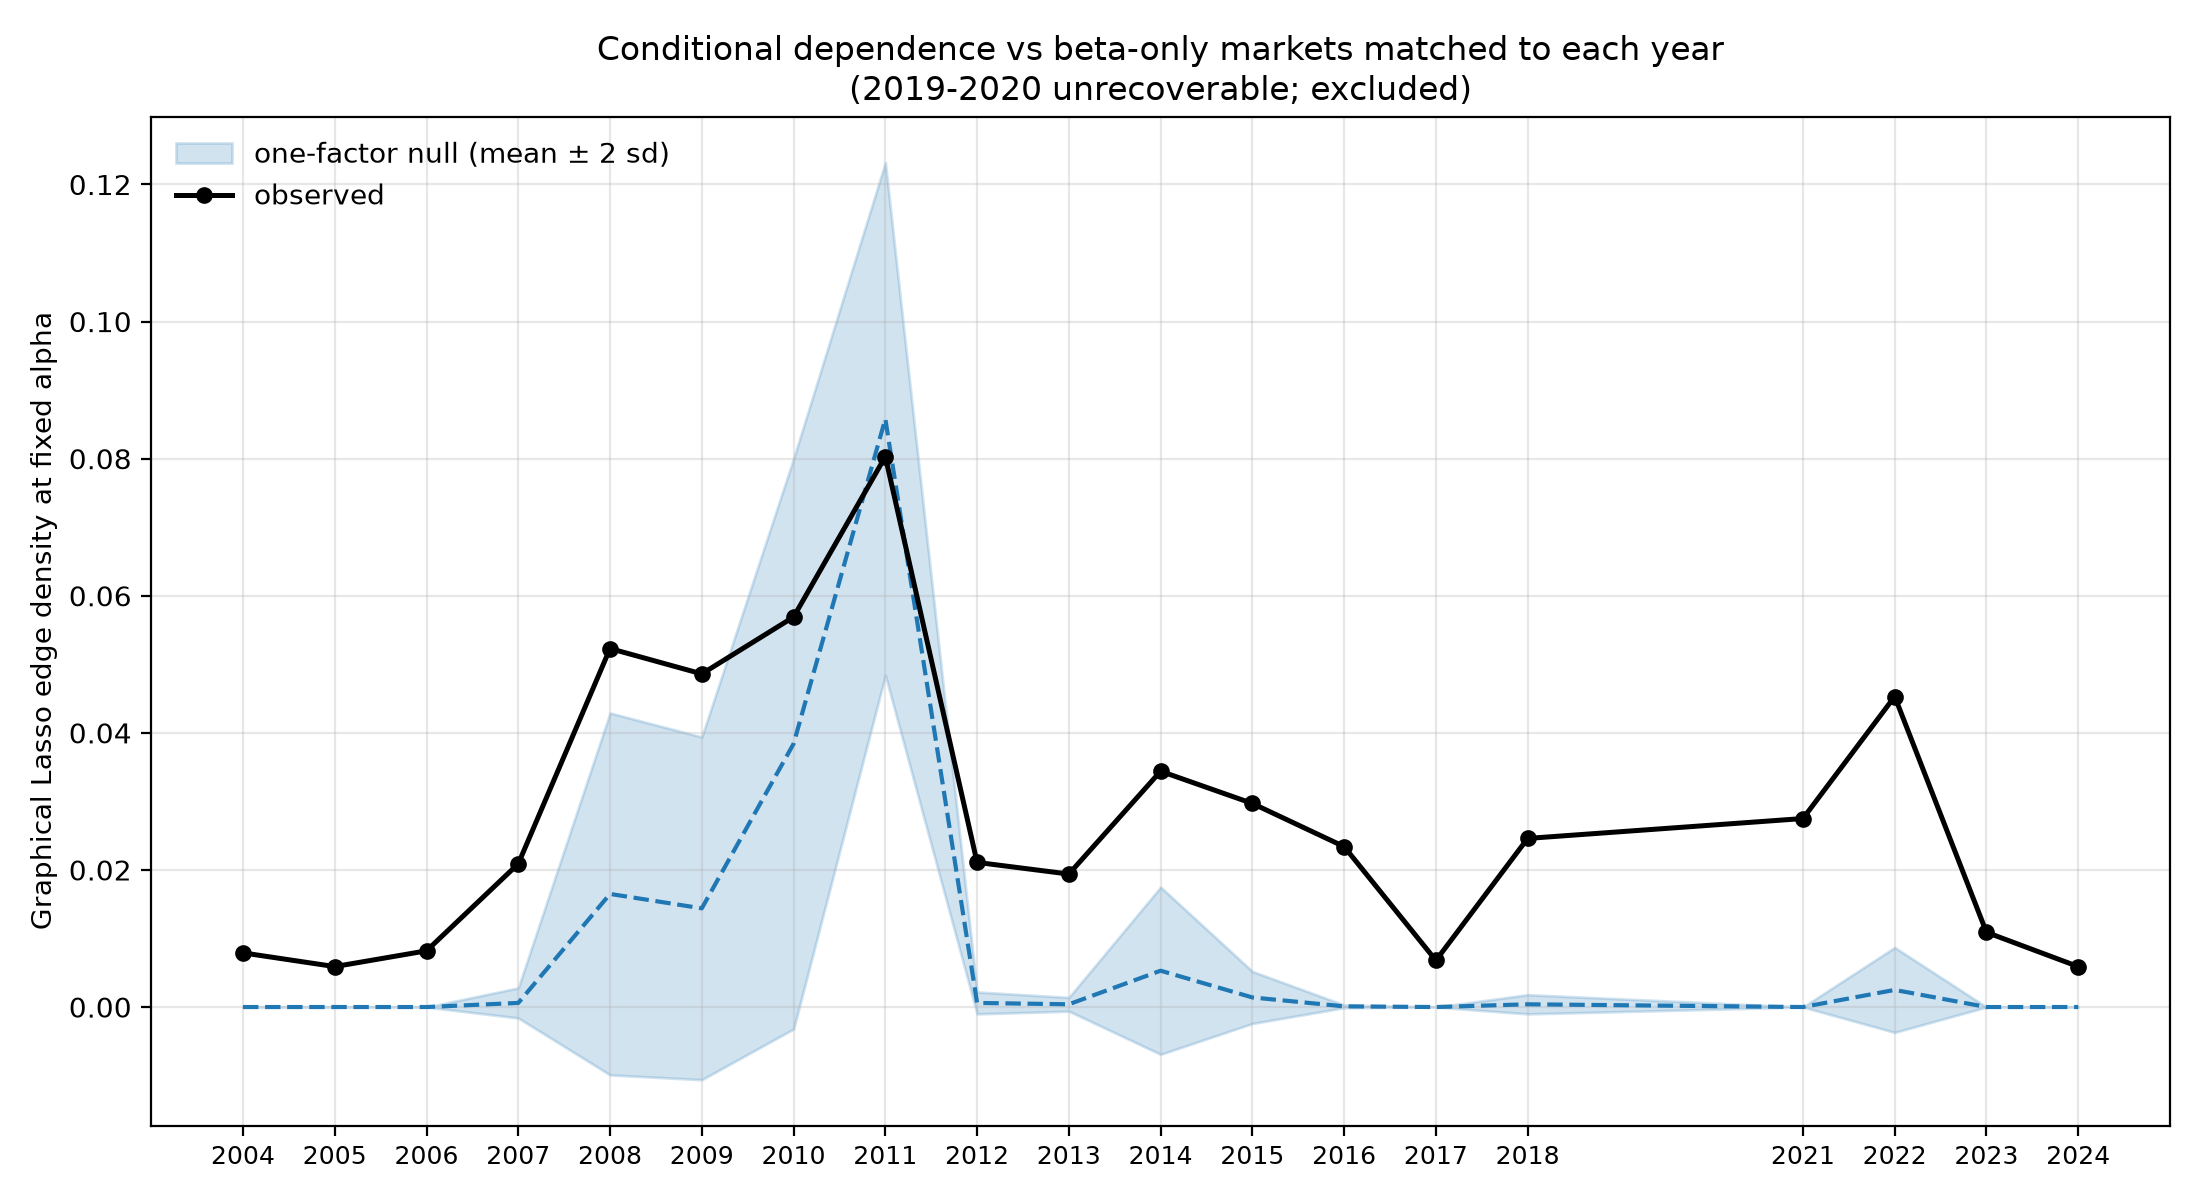 Conditional dependence vs beta-only markets matched to each year
(2019-2020 unrecoverable; excluded)
one-factor null (mean ± 2 sd)
observed
Graphical Lasso edge density at fixed alpha
0.12
0.10
0.08
0.06
0.04
0.02
0.00
2004 2005 2006 2007 2008 2009 2010 2011 2012 2013 2014 2015 2016 2017 2018 2021 2022 2023 2024